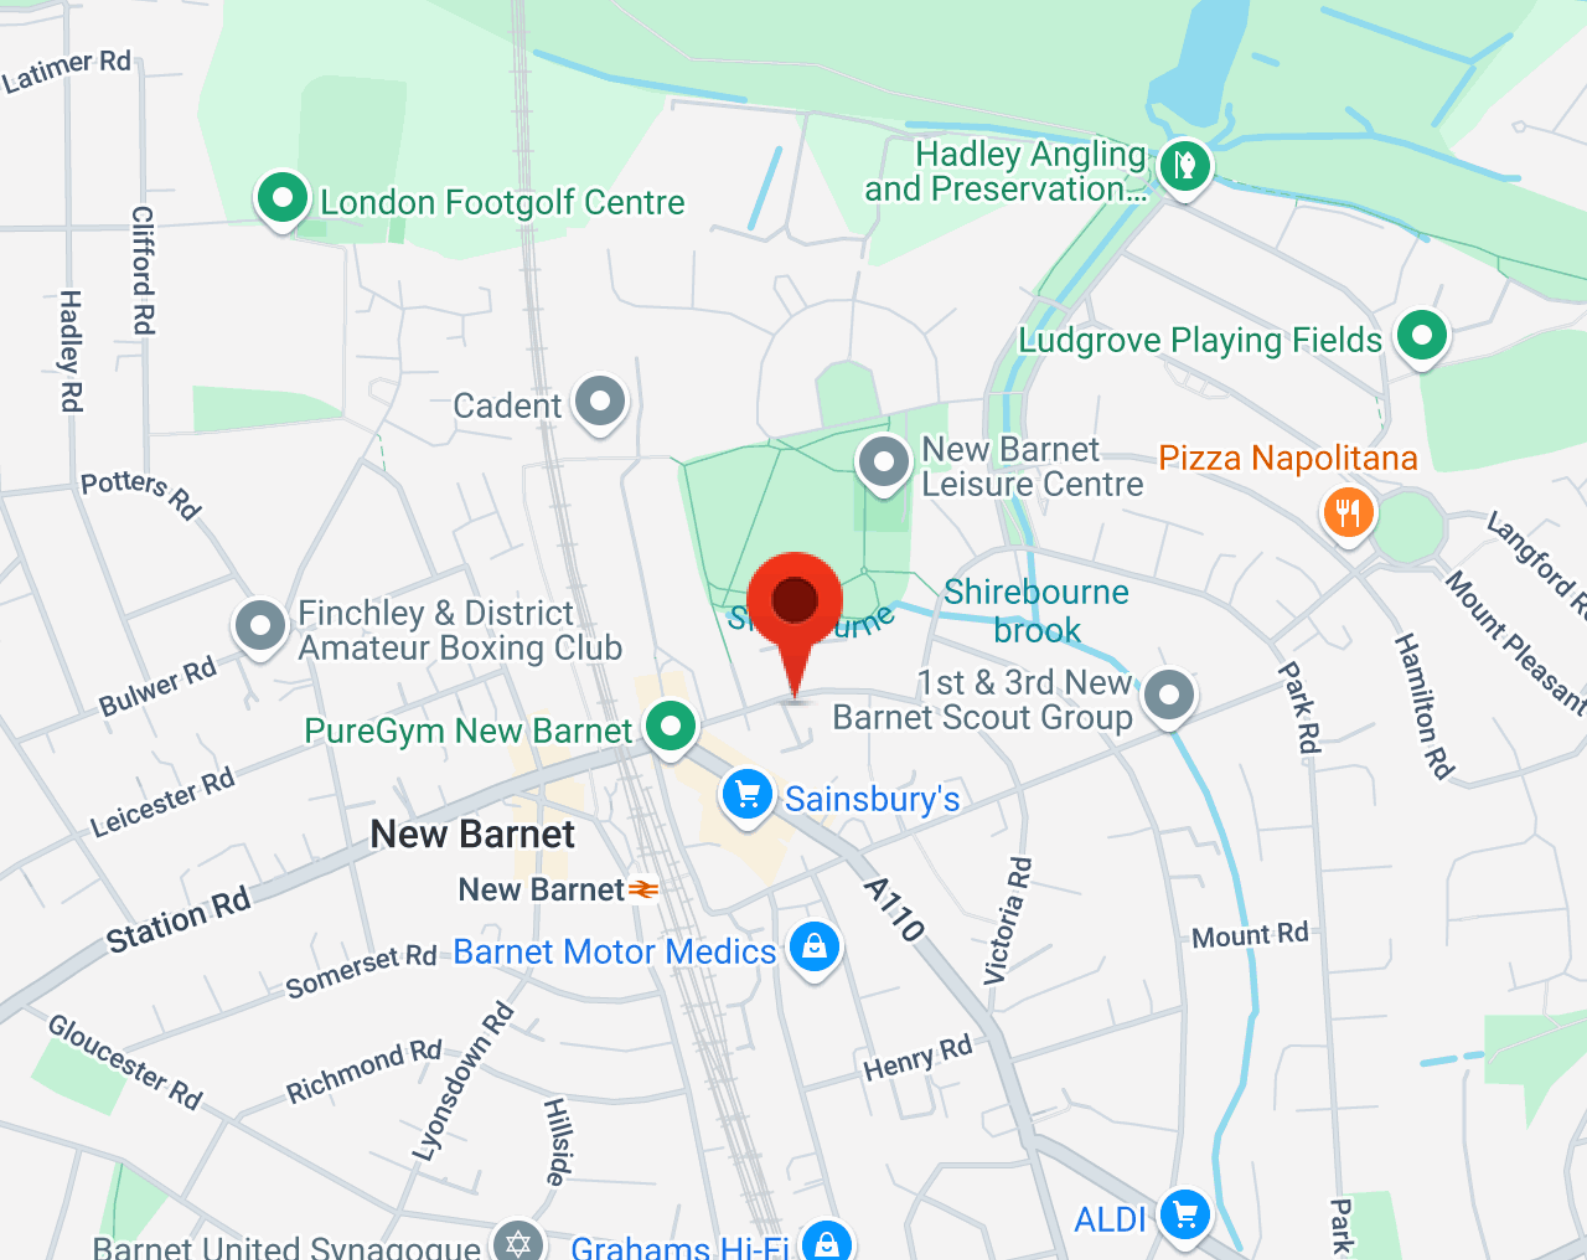 Latimer Rd
Hadley Angling
and Preservation...
London Footgolf Centre
Clifford Rd
Hadley Rd
Ludgrove Playing Fields
Cadent
New Barnet
Leisure Centre
Pizza Napolitana
Potters Rd
Langford
Mount Pleasant
Shirebourne
brook
Finchley & District
Amateur Boxing Club
Hamilton Rd
Bulwer Rd
Park Rd
1st & 3rd New
Barnet Scout Group
PureGym New Barnet
Leicester Rd
Sainsbury's
New Barnet
New Barnet
A110
Victoria Rd
Station Rd
Mount Rd
Somerset Rd
Barnet Motor Medics
Gloucester Rd
Lyonsdown Rd
Henry Rd
Richmond Rd
Hillside
ALDI
Park
Barnet United Synagogue
Grahams Hi-Fi